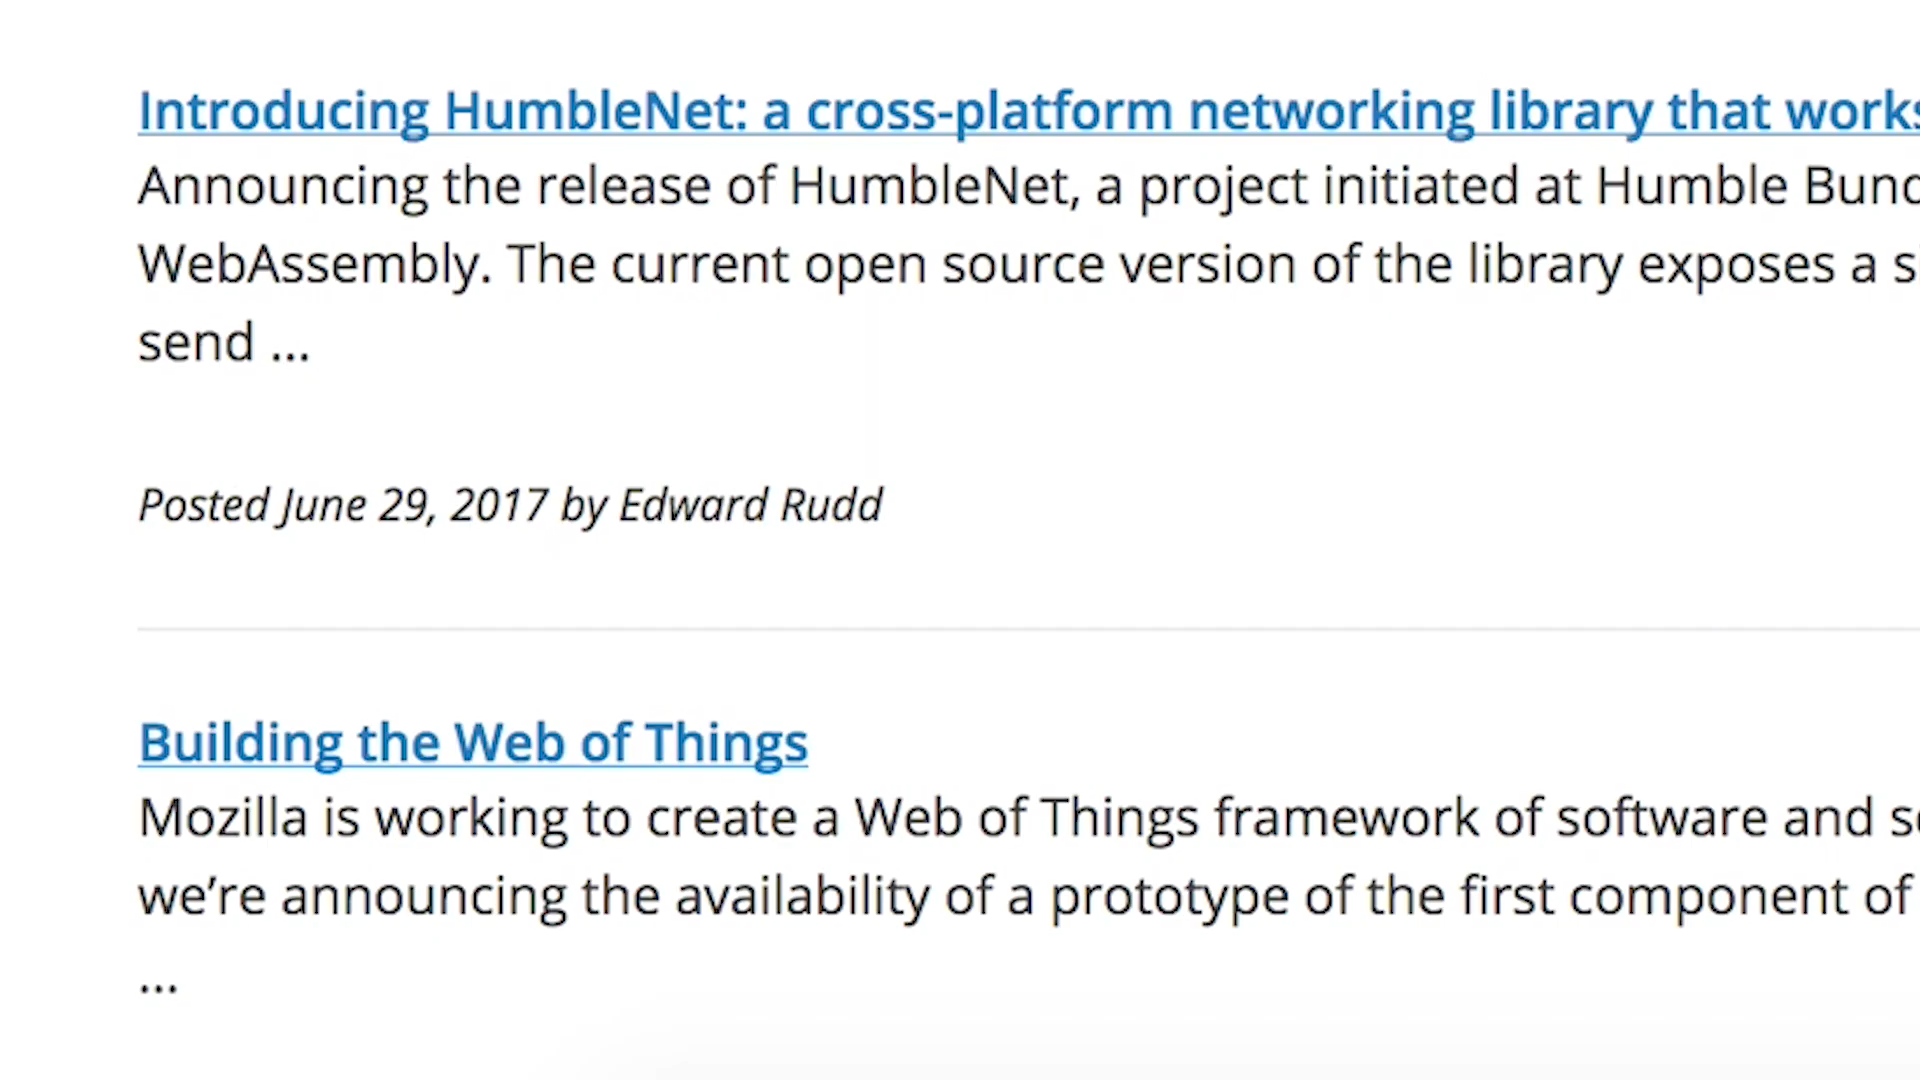 Introducing HumbleNet: a cross-platform networking library that works
Announcing the release of HumbleNet, a project initiated at Humble
WebAssembly. The current open source version of the library exposes a
send ...
Posted June 29, 2017 by Edward Rudd
Building the Web of Things
Mozilla is working to create a Web of Things framework of software and
we’re announcing the availability of a prototype of the first component of
...